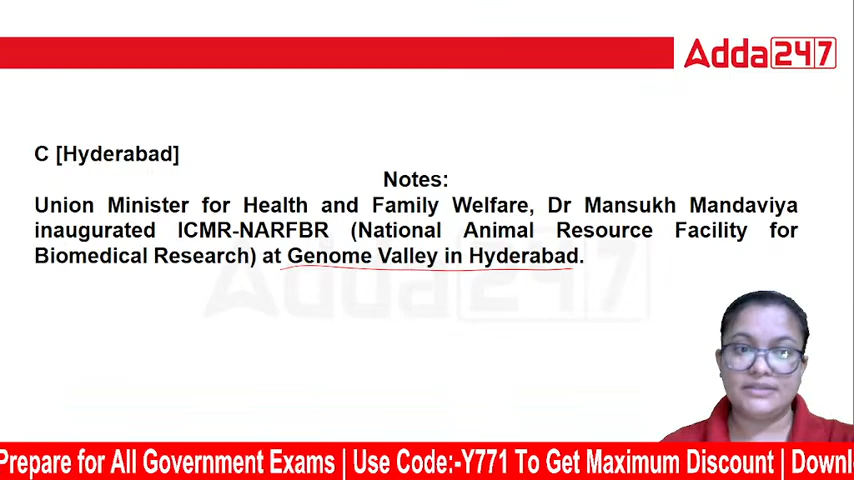 Adda247
C [Hyderabad]
Notes:
Union Minister for Health and Family Welfare, Dr Mansukh Mandaviya
inaugurated ICMR-NARFBR (National Animal Resource Facility for
Biomedical Research) at Genome Valley in Hyderabad.
Adda247
Prepare for All Government Exams | Use Code:-Y771 To Get Maximum Discount | Downl